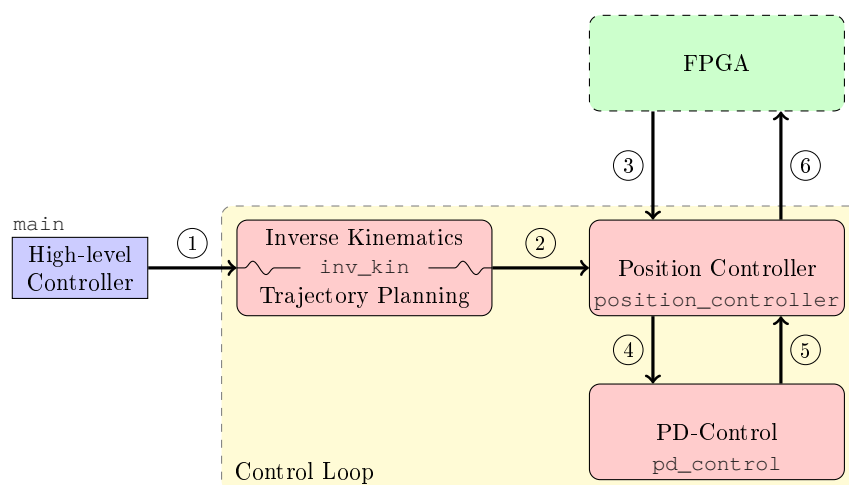 FPGA
3
6
main
High-level
Controller
1
Inverse Kinematics
inv_kin
Trajectory Planning
2
Position Controller
position_controller
4
5
PD-Control
pd_control
Control Loop